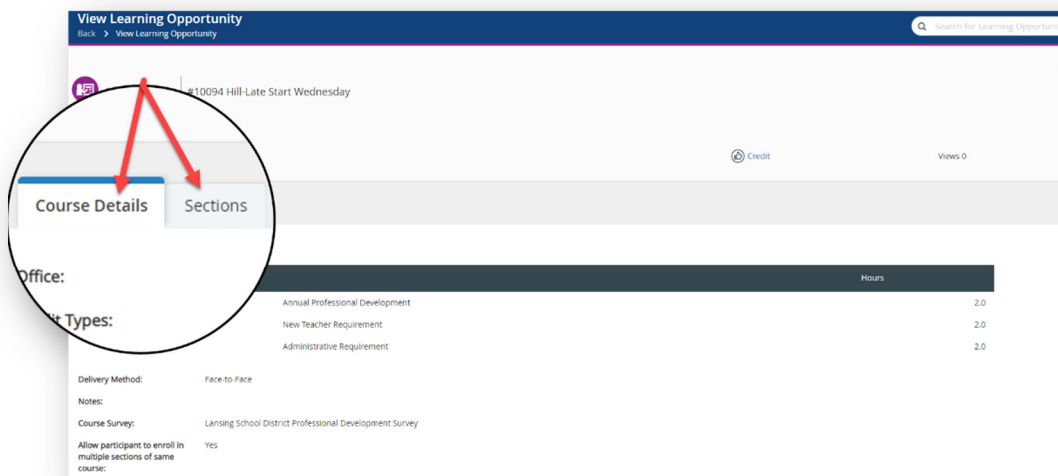 View Learning Opportunity
Back > View Learning Opportunity
Search for Learning Opportuni
#10094 Hill-Late Start Wednesday
Credit
Views 0
Course Details
Sections
Office:
Hours
Types:
Annual Professional Development
2.0
New Teacher Requirement
2.0
Administrative Requirement
2.0
Delivery Method:
Face-to-Face
Notes:
Course Survey:
Lansing School District Professional Development Survey
Allow participant to enroll in
Yes
multiple sections of same
course: